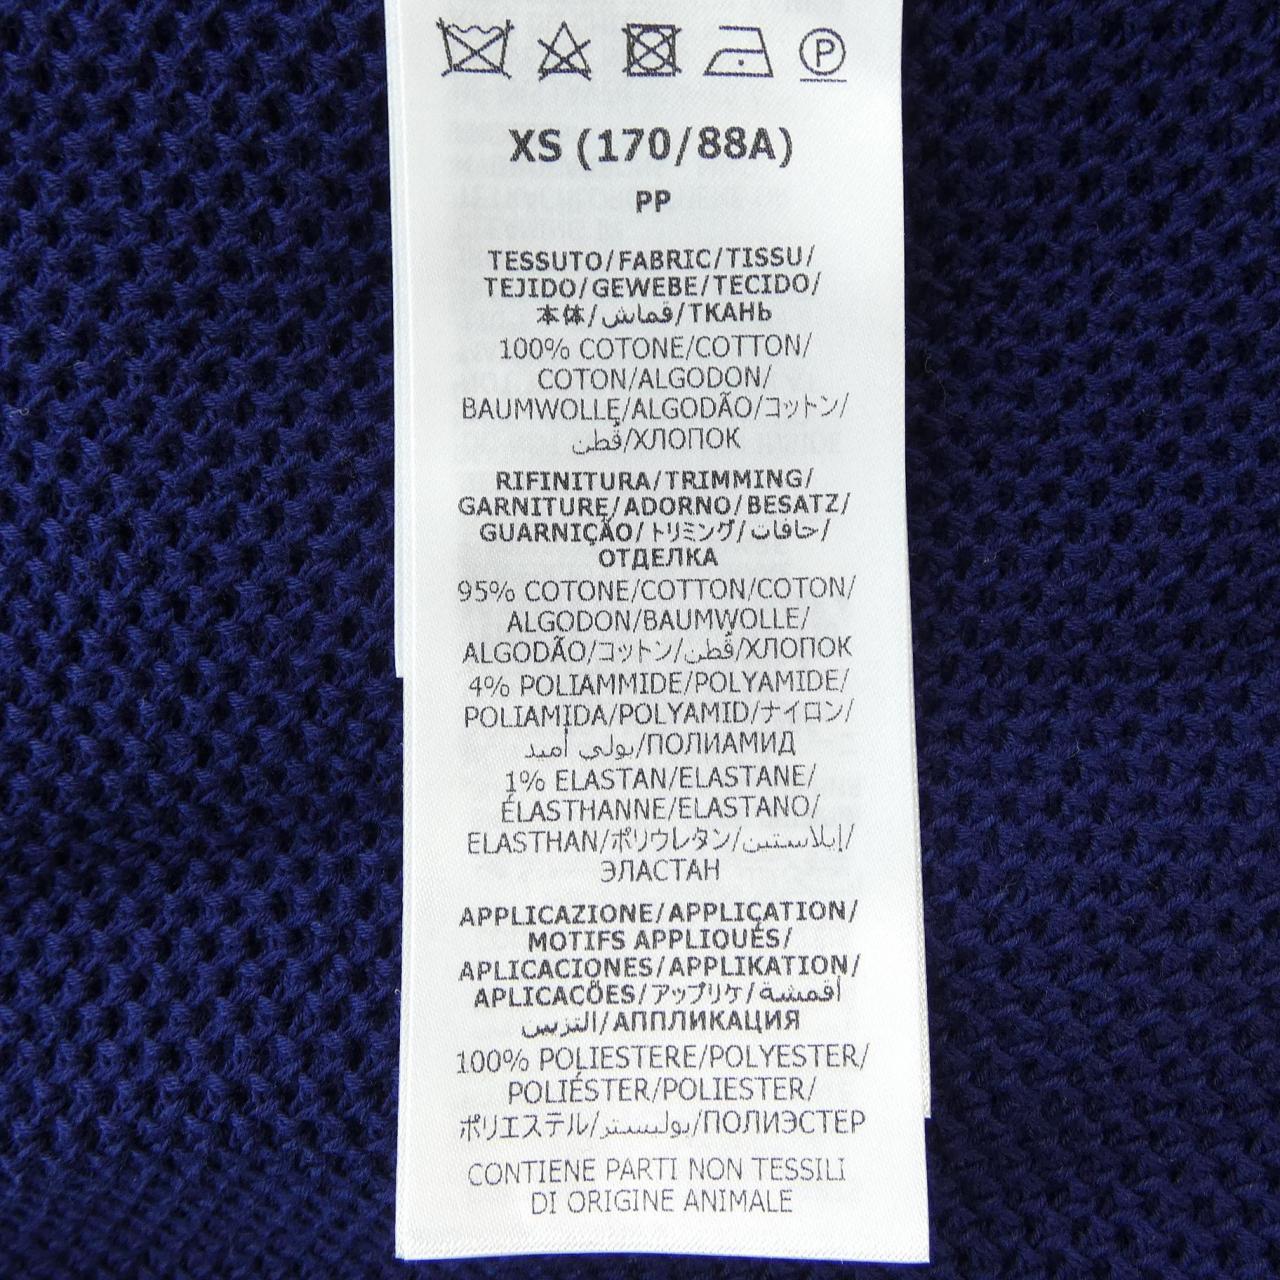 P
XS (170/88A)
PP
TESSUTO/FABRIC/TISSU/
TEJIDO/GEWEBE/TECIDO/
本体/قماش/ТКАНЬ
100% COTONE/COTTON/
COTON/ALGODON/
BAUMWOLLE/ALGODÃO/コットン/
قُطن/ХЛОПОК
RIFINITURA/TRIMMING/
GARNITURE/ADORNO/BESATZ/
GUARNIÇÃO/トリミング/حافات/
ОТДЕЛКА
95% COTONE/COTTON/COTON/
ALGODON/BAUMWOLLE/
ALGODÃO/コットン/قُطن/ХЛОПОК
4% POLIAMMIDE/POLYAMIDE/
POLIAMIDA/POLYAMID/ナイロン/
بولي أميد/ПОЛИАМИД
1% ELASTAN/ELASTANE/
ÉLASTHANNE/ELASTANO/
ELASTHAN/ポリウレタン/إيلاستين/
ЭЛАСТАН
APPLICAZIONE/APPLICATION/
MOTIFS APPLIQUÉS/
APLICACIONES/APPLIKATION/
APLICACÕES/アップリケ/أقمشة
التزيين/АППЛИКАЦИЯ
100% POLIESTERE/POLYESTER/
POLIÉSTER/POLIESTER/
ポリエステル/بوليستر/ПОЛИЭСТЕР
CONTIENE PARTI NON TESSILI
DI ORIGINE ANIMALE